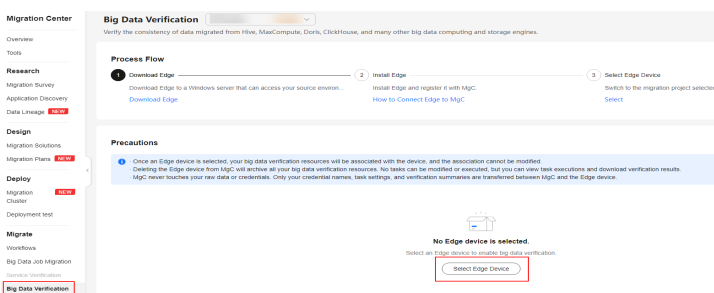 Migration Center
Overview
Tools
Research
Migration Survey
Application Discovery
Data Lineage NEW
Design
Migration Solutions
Migration Plans NEW
Deploy
Migration Cluster NEW
Deployment test
Migrate
Workflows
Big Data Job Migration
Service Verification
Big Data Verification
Big Data Verification
Verify the consistency of data migrated from Hive, MaxCompute, Doris, ClickHouse, and many other big data computing and storage engines.
Process Flow
1 Download Edge
Download Edge to a Windows server that can access your source environ...
Download Edge
2 Install Edge
Install Edge and register it with MgC.
How to Connect Edge to MgC
3 Select Edge Device
Switch to the migration project selected
Select
Precautions
· Once an Edge device is selected, your big data verification resources will be associated with the device, and the association cannot be modified.
· Deleting the Edge device from MgC will archive all your big data verification resources. No tasks can be modified or executed, but you can view task executions and download verification results.
· MgC never touches your raw data or credentials. Only your credential names, task settings, and verification summaries are transferred between MgC and the Edge device.
No Edge device is selected.
Select an Edge device to enable big data verification.
Select Edge Device